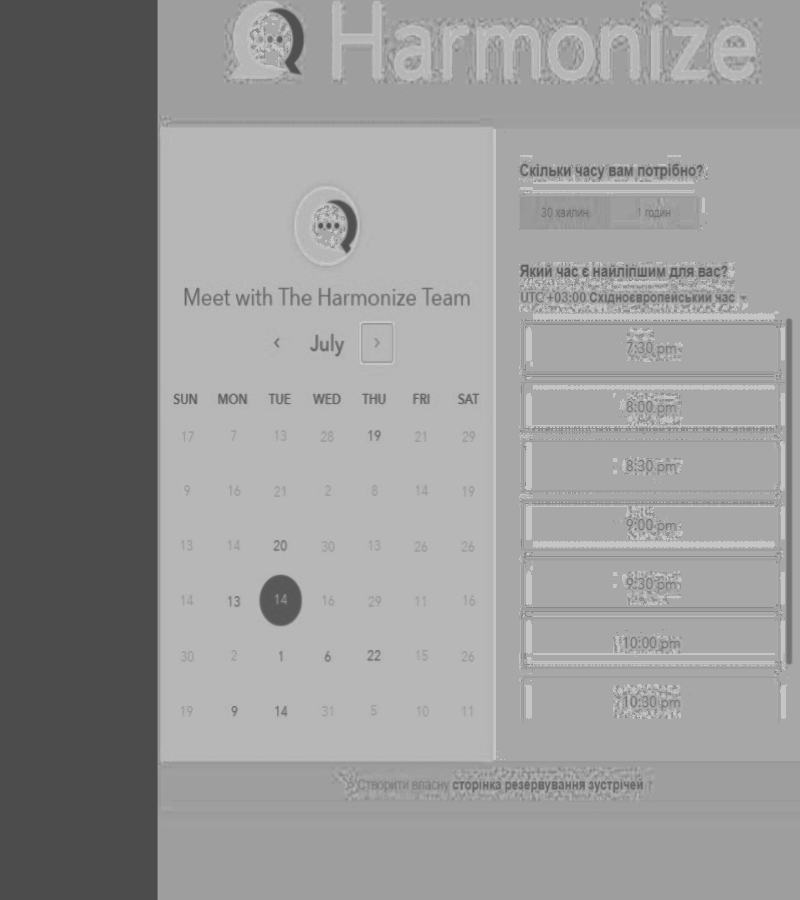 Harmonize
Meet with The Harmonize Team
‹ July ›
SUN MON TUE WED THU FRI SAT
17 7 13 28 19 21 29
9 16 21 2 8 14 19
13 14 20 30 13 26 26
14 13 14 16 29 11 16
30 2 1 6 22 15 26
19 9 14 31 5 10 11
Скільки часу вам потрібно?
30 хвилин 1 годин
Який час є найліпшим для вас?
UTC +03:00 Східноєвропейський час
7:30 pm
8:00 pm
8:30 pm
9:00 pm
9:30 pm
10:00 pm
10:30 pm
Створити власну сторінка резервування зустрічей